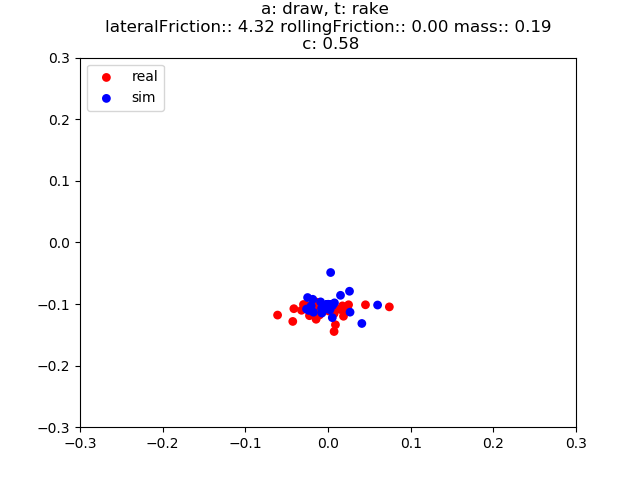 a: draw, t: rake
lateralFriction:: 4.32 rollingFriction:: 0.00 mass:: 0.19
c: 0.58
real
sim
0.3
0.2
0.1
0.0
−0.1
−0.2
−0.3
−0.3 −0.2 −0.1 0.0 0.1 0.2 0.3